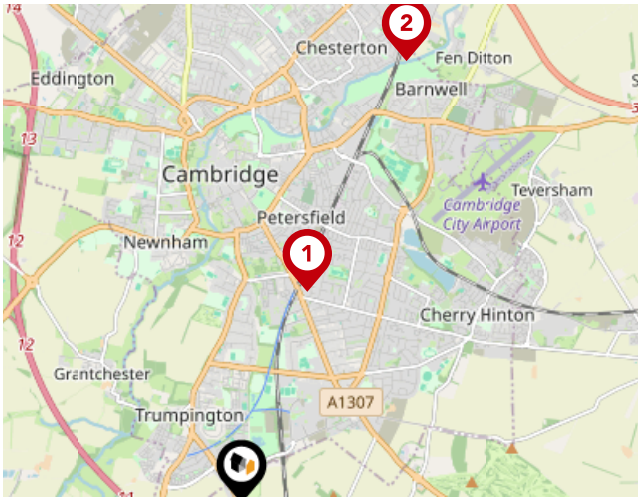 14
2
Chesterton
Fen Ditton
Eddington
Barnwell
13
Cambridge
Teversham
Cambridge
City Airport
Petersfield
12
Newnham
1
Cherry Hinton
12
Grantchester
A1307
Trumpington
11